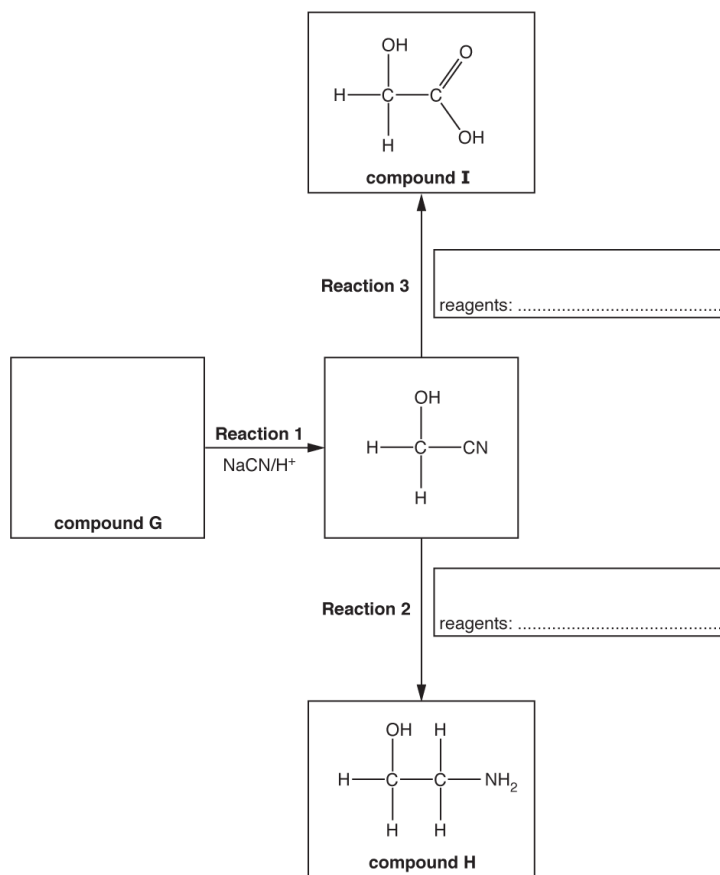 OH
O
H
C
C
H
OH
compound I
Reaction 3
reagents: ........................................
Reaction 1
NaCN/H⁺
compound G
OH
H
C
CN
H
Reaction 2
reagents: ........................................
OH H
H C C NH₂
H H
compound H